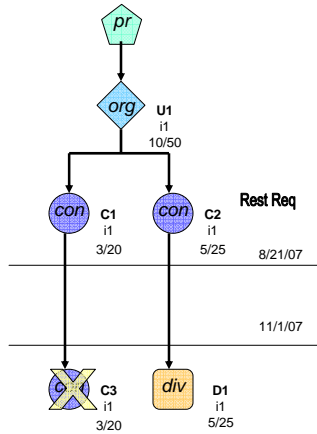 pr
org
U1
i1
10/50
con
C1
i1
3/20
con
C2
i1
5/25
Rest Req
8/21/07
11/1/07
C3
i1
3/20
div
D1
i1
5/25